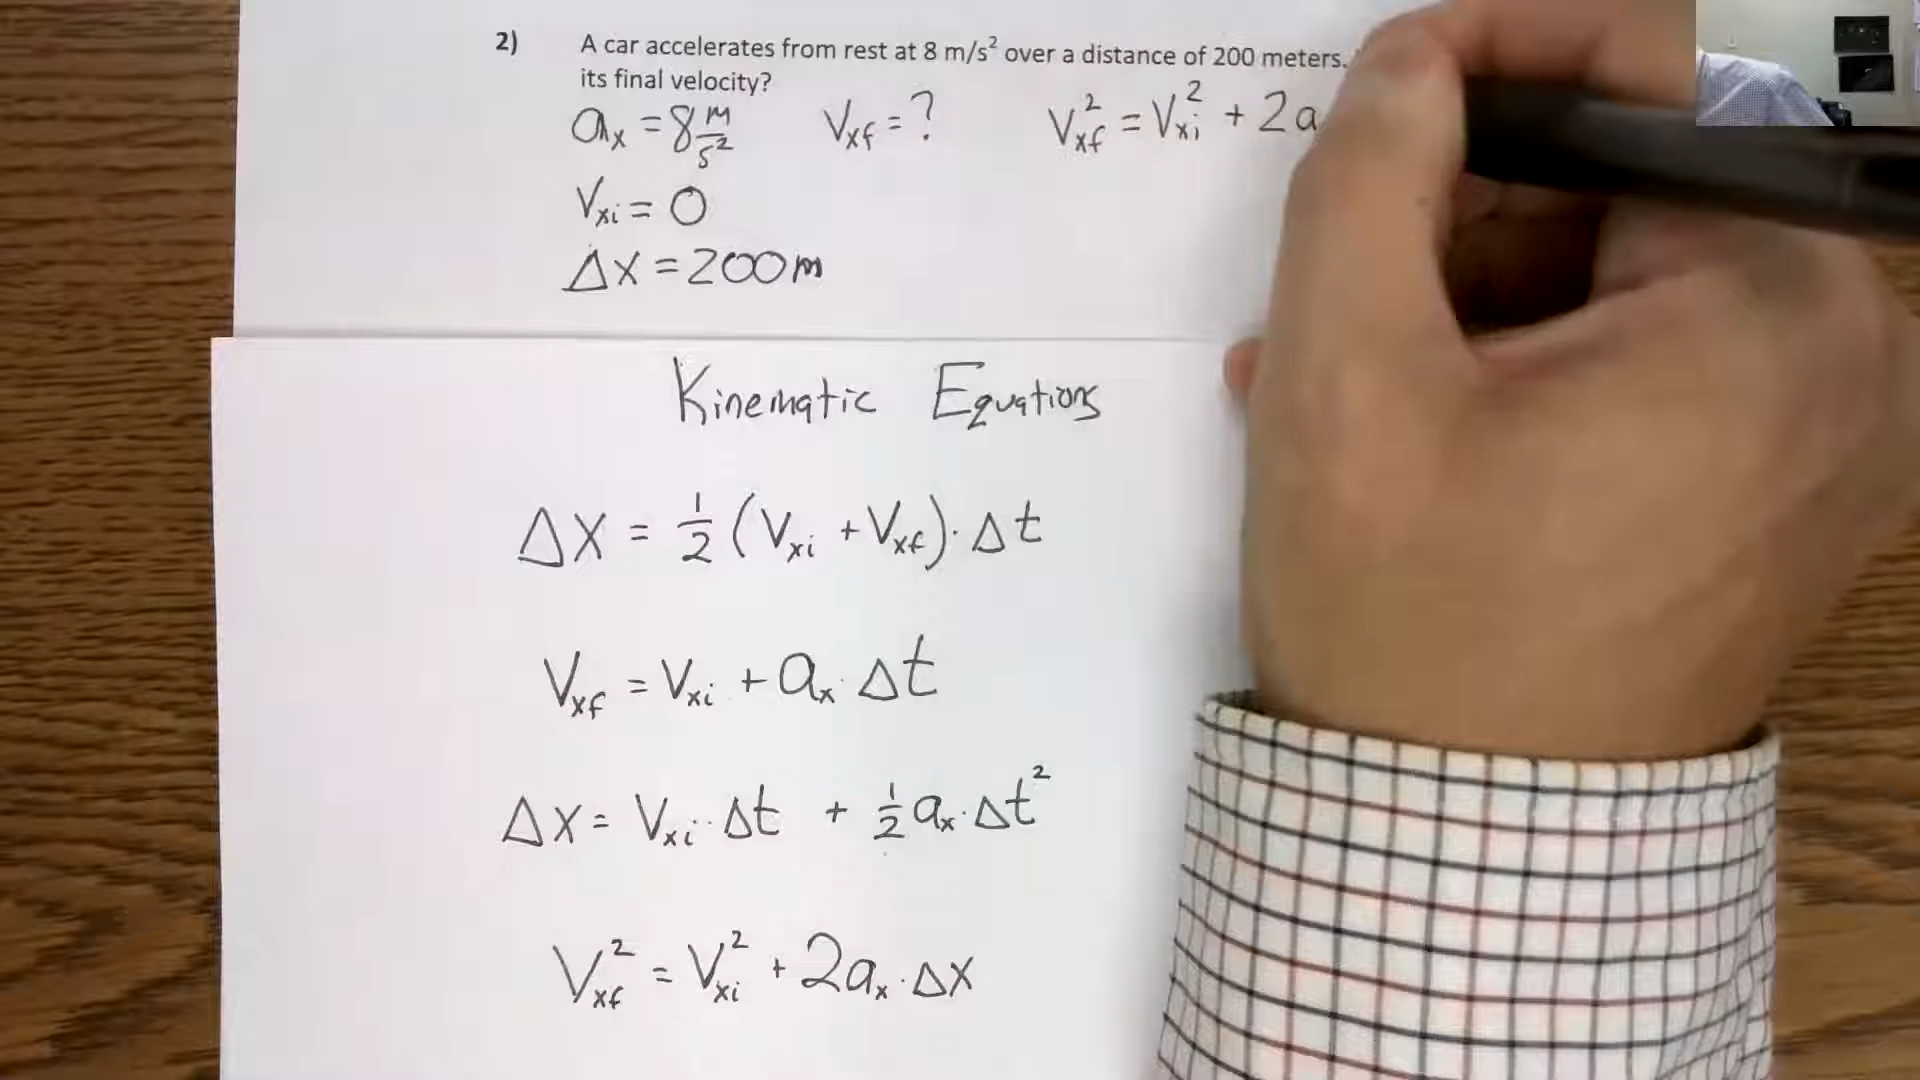 2) A car accelerates from rest at 8 m/s² over a distance of 200 meters.
its final velocity?
aₓ = 8 m/s² Vxf = ? Vxf² = Vxi² + 2a
Vxi = 0
Δx = 200m
Kinematic Equations
Δx = 1/2 (Vxi + Vxf) · Δt
Vxf = Vxi + aₓ · Δt
Δx = Vxi · Δt + 1/2 aₓ · Δt²
Vxf² = Vxi² + 2aₓ · Δx